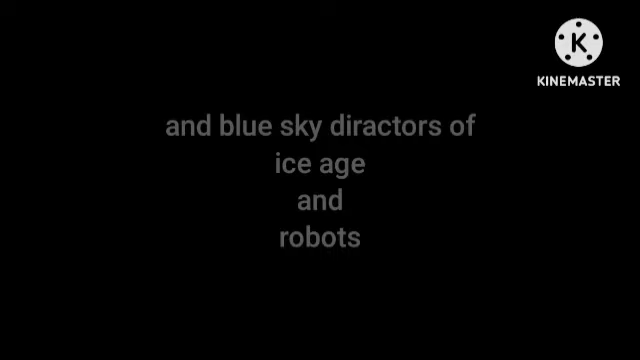 KINEMASTER
and blue sky diractors of
ice age
and
robots